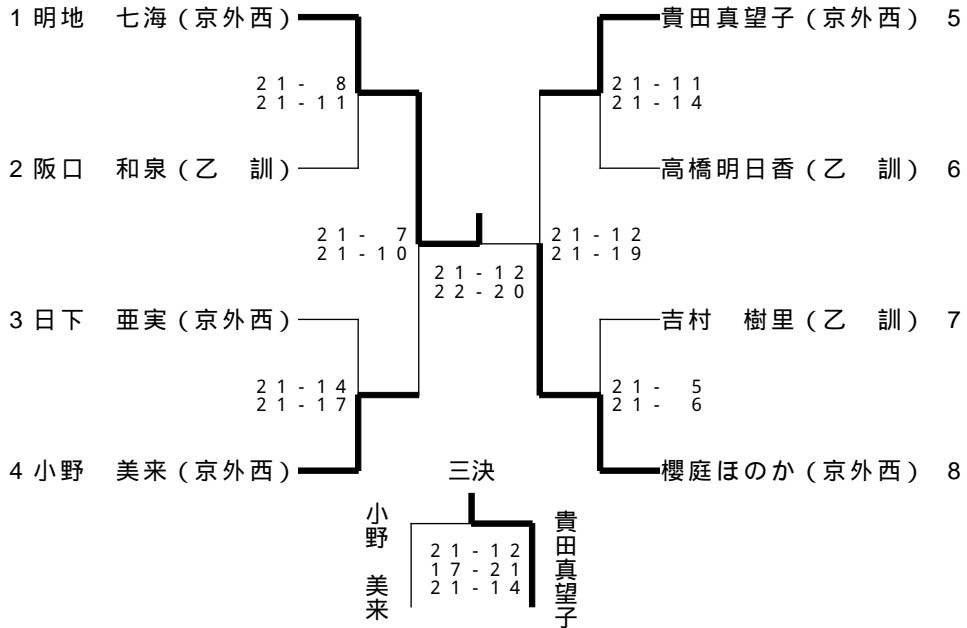 1 明地　七海（京外西）
貴田真望子（京外西） 5
21-　8
21-11
21-11
21-14
2 阪口　和泉（乙　訓）
高橋明日香（乙　訓） 6
21-　7
21-10
21-12
21-19
21-12
22-20
3 日下　亜実（京外西）
吉村　樹里（乙　訓） 7
21-14
21-17
21-　5
21-　6
4 小野　美来（京外西）
三決
櫻庭ほのか（京外西） 8
小野　美来
21-12
17-21
21-14
貴田真望子